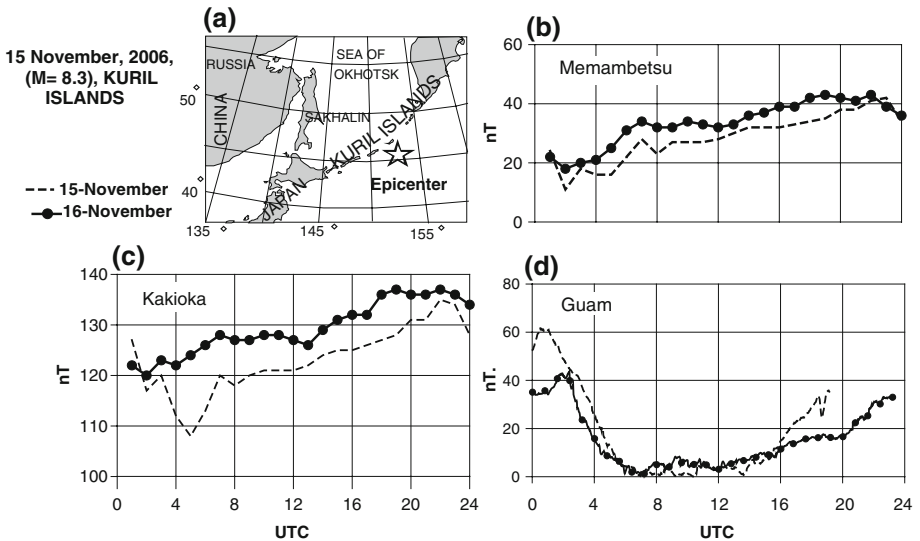 (a)
15 November, 2006,
(M= 8.3), KURIL
ISLANDS
RUSSIA
SEA OF
OKHOTSK
50
CHINA
SAKHALIN
KURIL ISLANDS
40
JAPAN
Epicenter
135
145
155
15-November
16-November
(b)
Memambetsu
nT
60
40
20
0
(c)
Kakioka
nT
140
130
120
110
100
0 4 8 12 16 20 24
UTC
(d)
Guam
nT.
80
60
40
20
0
0 4 8 12 16 20 24
UTC